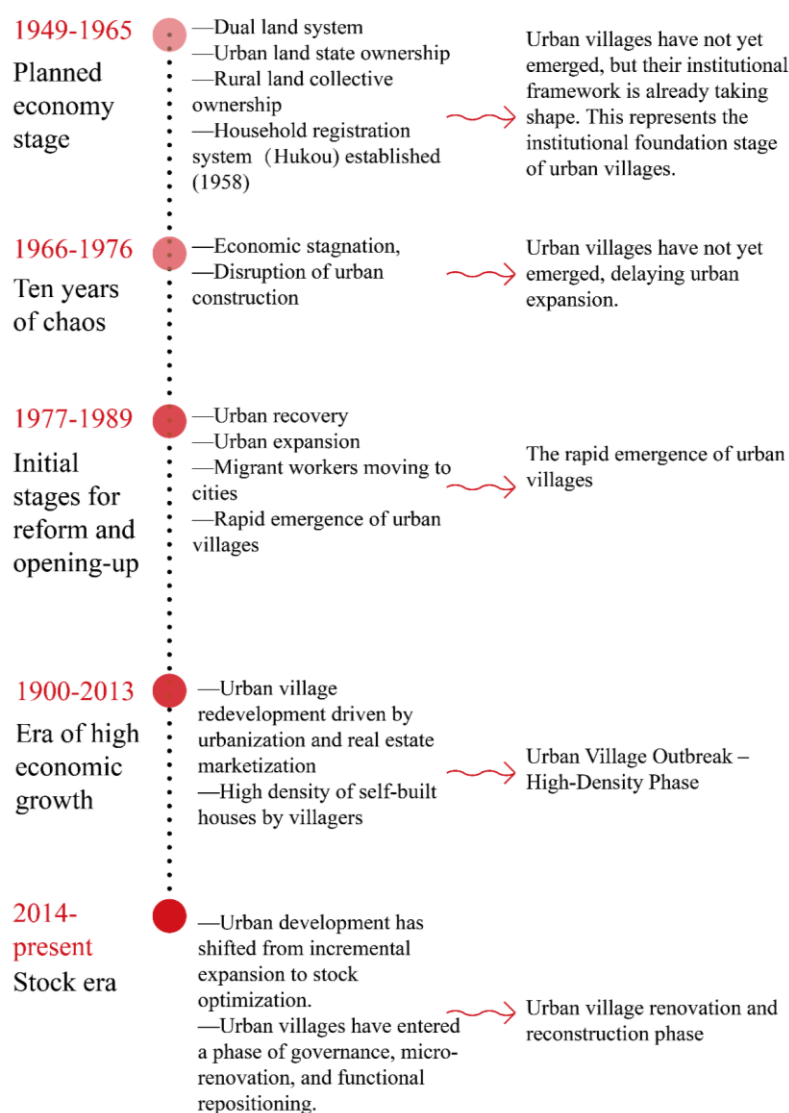 1949-1965
Planned
economy
stage
—Dual land system
—Urban land state ownership
—Rural land collective
ownership
—Household registration
system（Hukou) established
(1958)
Urban villages have not yet
emerged, but their institutional
framework is already taking
shape. This represents the
institutional foundation stage
of urban villages.
1966-1976
Ten years
of chaos
—Economic stagnation,
—Disruption of urban
construction
Urban villages have not yet
emerged, delaying urban
expansion.
1977-1989
Initial
stages for
reform and
opening-up
—Urban recovery
—Urban expansion
—Migrant workers moving to
cities
—Rapid emergence of urban
villages
The rapid emergence of urban
villages
1900-2013
Era of high
economic
growth
—Urban village
redevelopment driven by
urbanization and real estate
marketization
—High density of self-built
houses by villagers
Urban Village Outbreak –
High-Density Phase
2014-
present
Stock era
—Urban development has
shifted from incremental
expansion to stock
optimization.
—Urban villages have entered
a phase of governance, micro-
renovation, and functional
repositioning.
Urban village renovation and
reconstruction phase